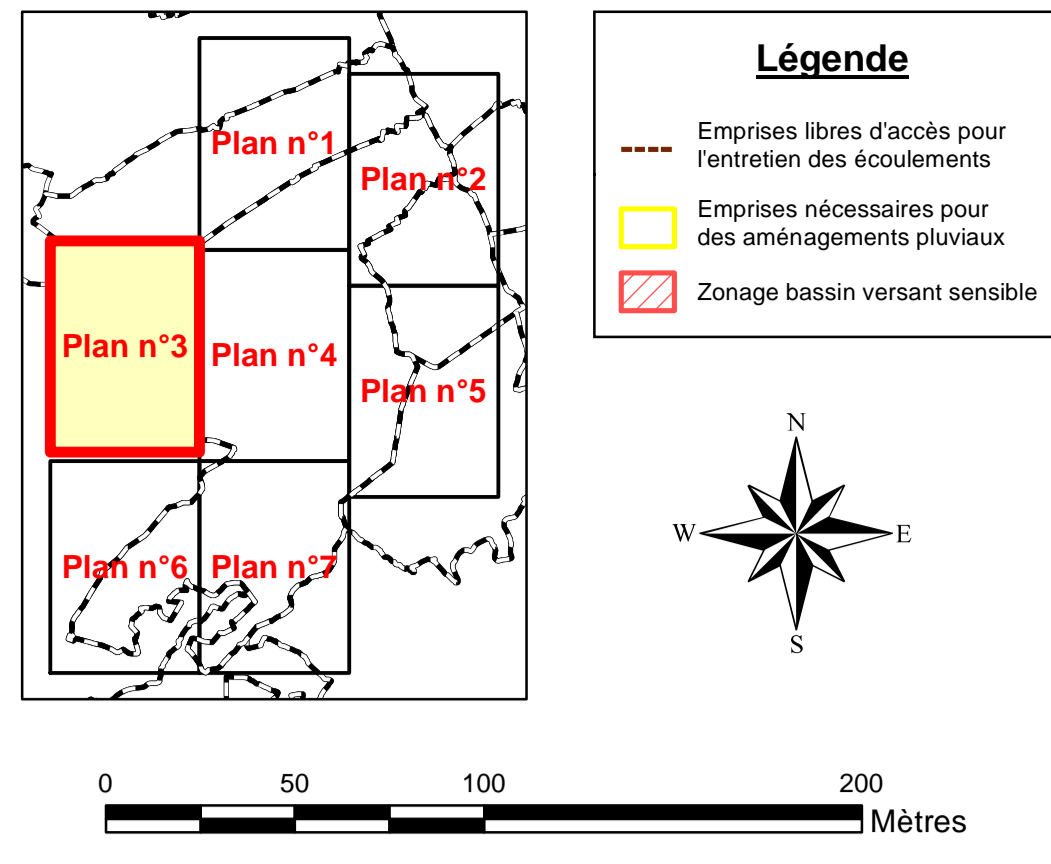 Plan n°1
Plan n°2
Plan n°3
Plan n°4
Plan n°5
Plan n°6
Plan n°7
Légende
Emprises libres d'accès pour
l'entretien des écoulements
Emprises nécessaires pour
des aménagements pluviaux
Zonage bassin versant sensible
N
W
E
S
0 50 100 200
Mètres